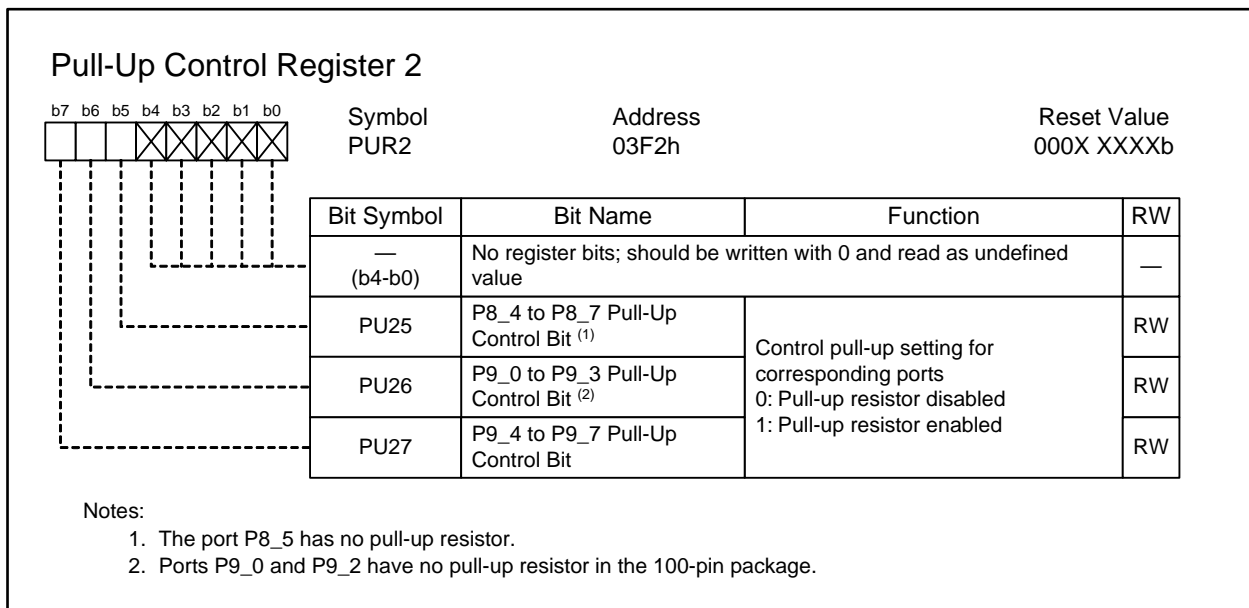 Pull-Up Control Register 2
b7 b6 b5 b4 b3 b2 b1 b0
Symbol Address Reset Value
PUR2 03F2h 000X XXXXb
Bit Symbol Bit Name Function RW
— (b4-b0) No register bits; should be written with 0 and read as undefined value —
PU25 P8_4 to P8_7 Pull-Up Control Bit (1) RW
PU26 P9_0 to P9_3 Pull-Up Control Bit (2) RW
PU27 P9_4 to P9_7 Pull-Up Control Bit RW
Control pull-up setting for
corresponding ports
0: Pull-up resistor disabled
1: Pull-up resistor enabled
Notes:
1. The port P8_5 has no pull-up resistor.
2. Ports P9_0 and P9_2 have no pull-up resistor in the 100-pin package.